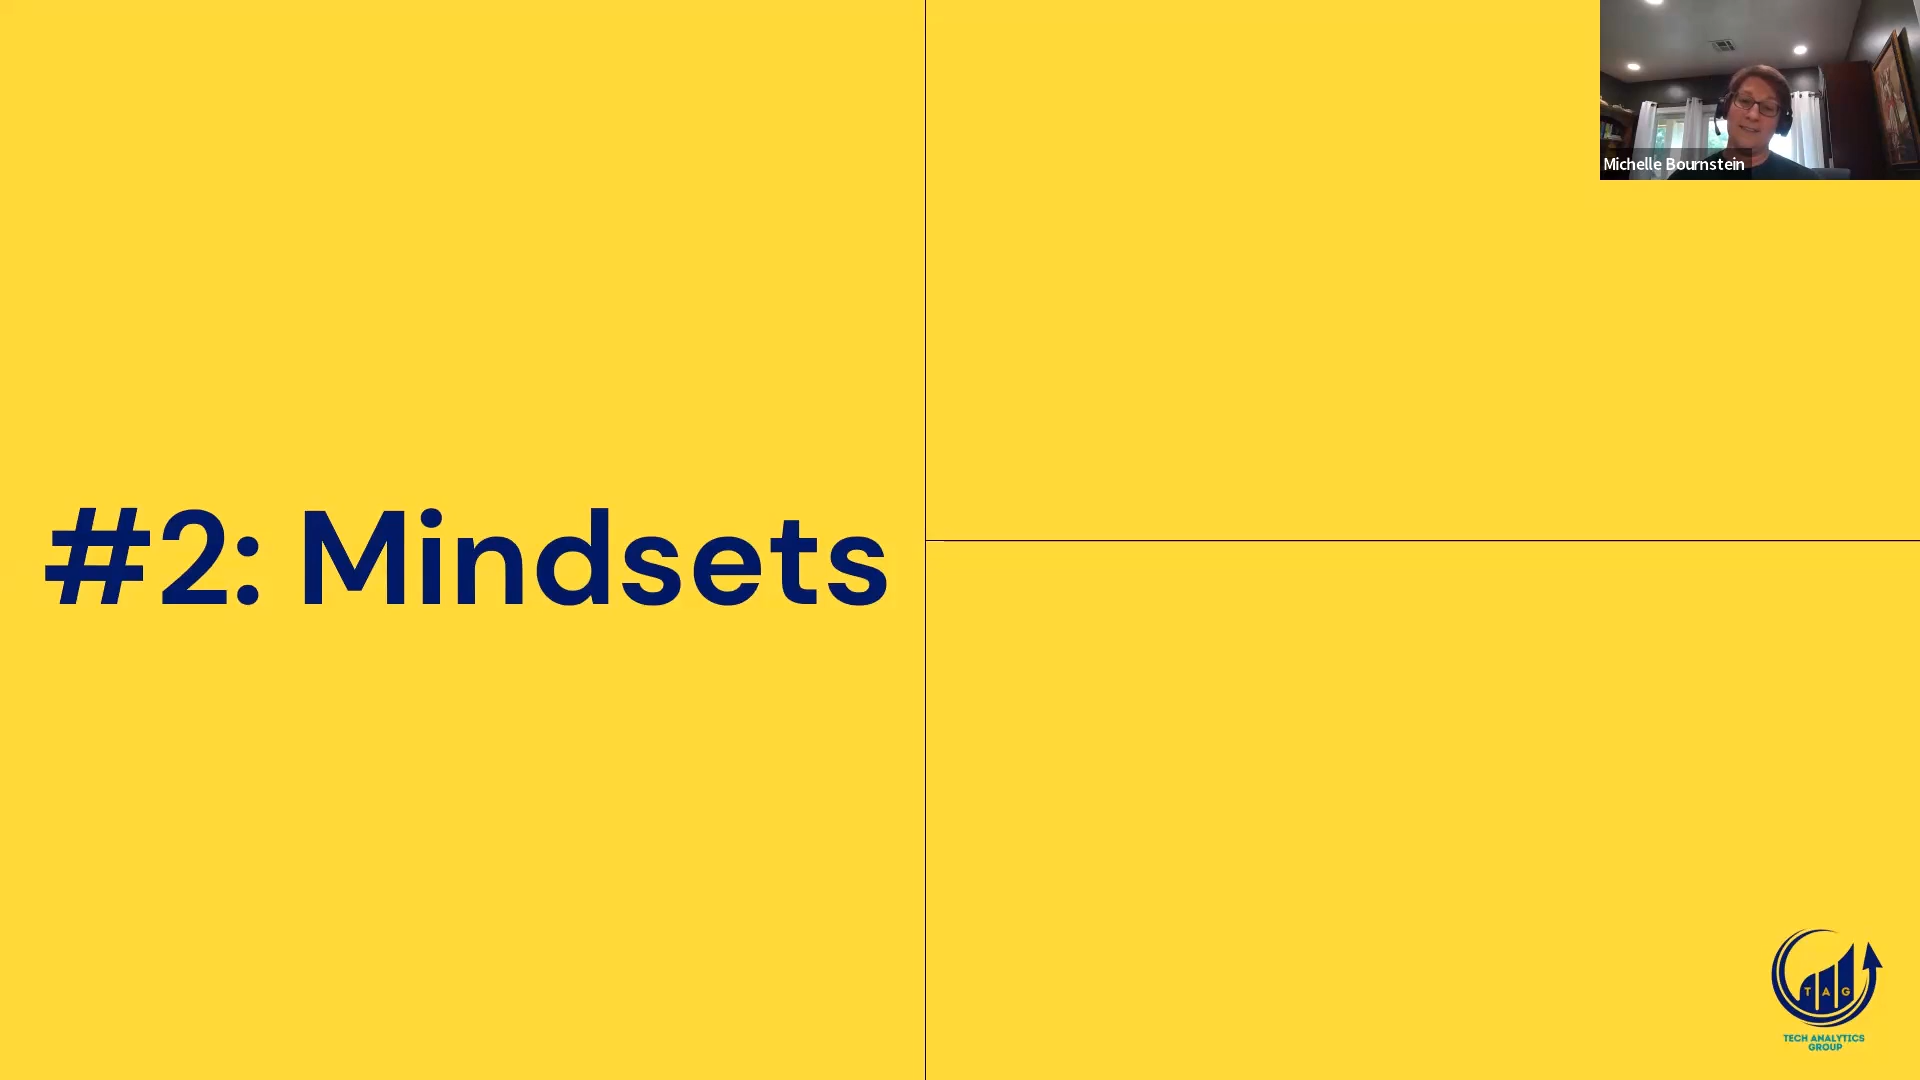 Michelle Bournstein
#2: Mindsets
T A G
TECH ANALYTICS
GROUP